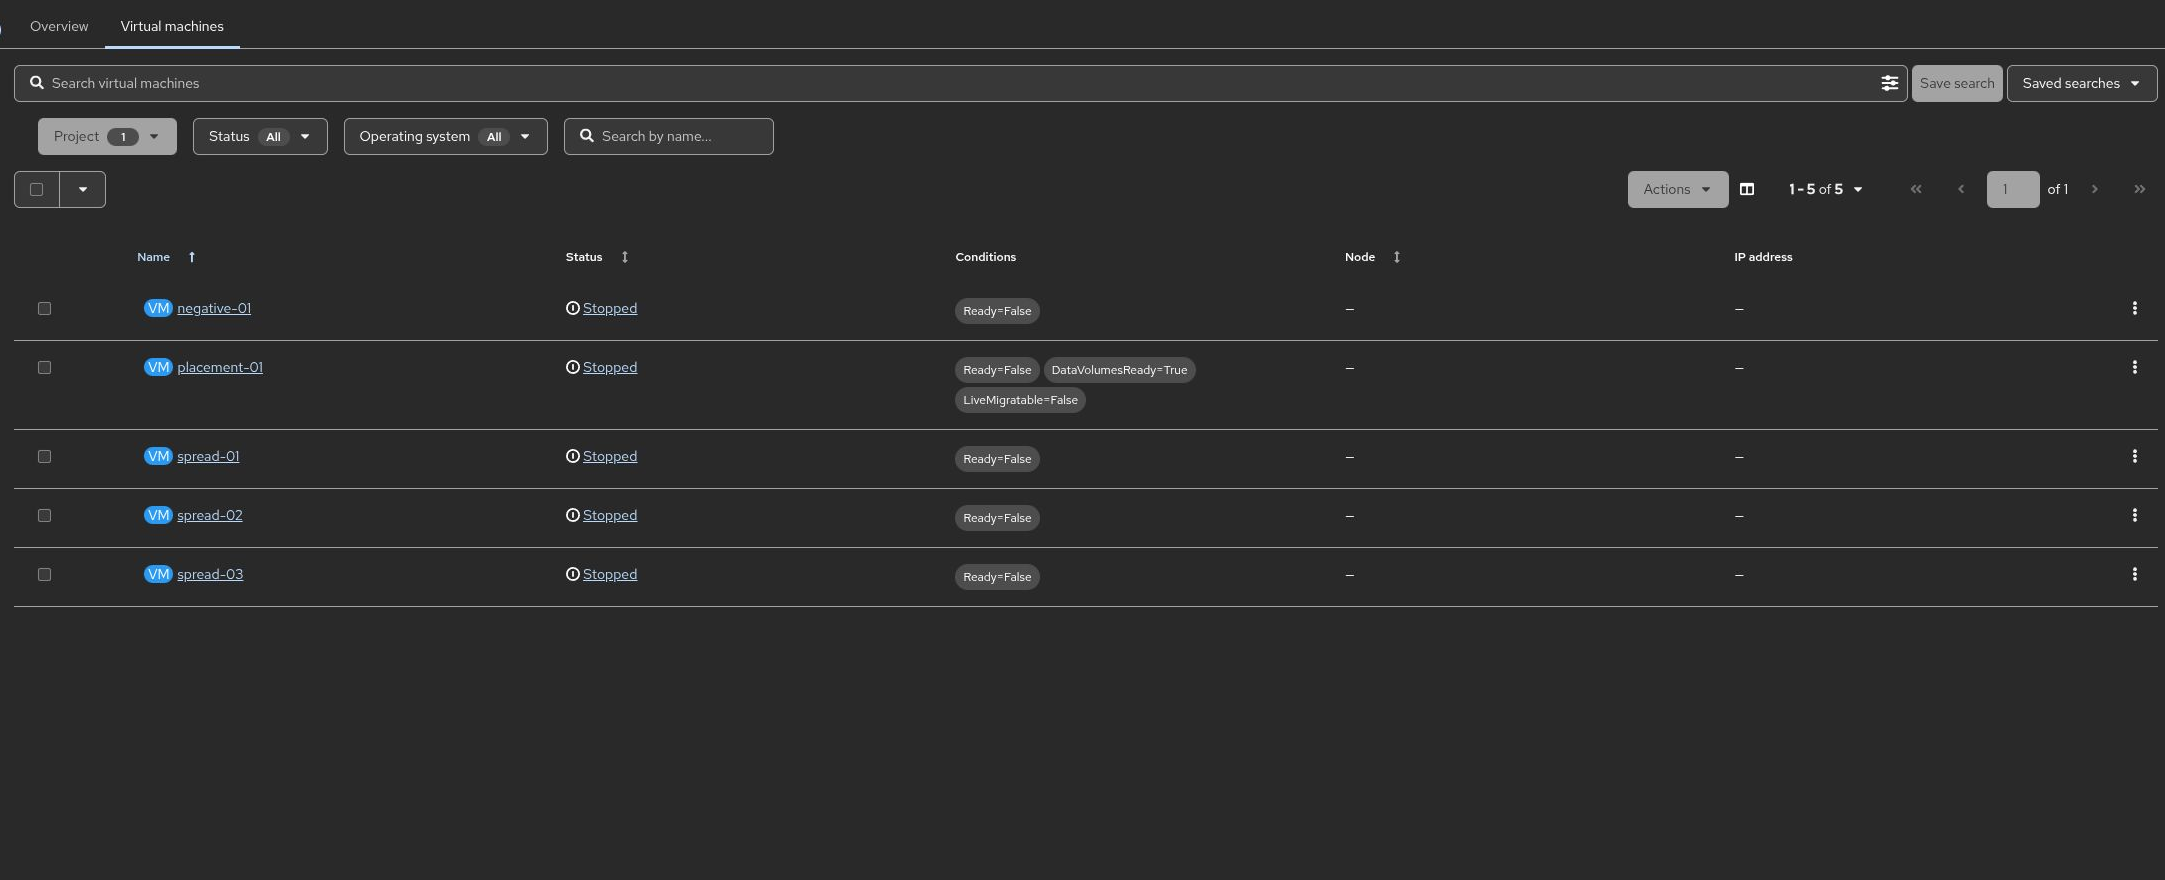 Overview Virtual machines
Search virtual machines Save search Saved searches
Project 1 Status All Operating system All Search by name...
Actions 1 - 5 of 5 1 of 1
Name Status Conditions Node IP address
VM negative-01 Stopped Ready=False – –
VM placement-01 Stopped Ready=False DataVolumesReady=True – –
LiveMigratable=False
VM spread-01 Stopped Ready=False – –
VM spread-02 Stopped Ready=False – –
VM spread-03 Stopped Ready=False – –